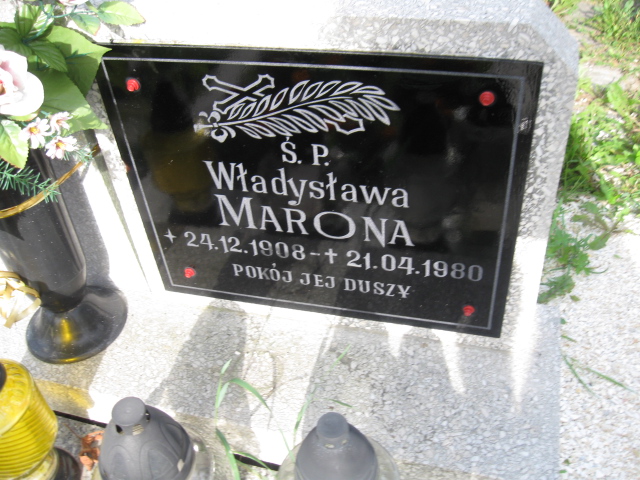 Ś. P.
Władysława
MARONA
+ 24.12.1908 - † 21.04.1980
POKÓJ JEJ DUSZY